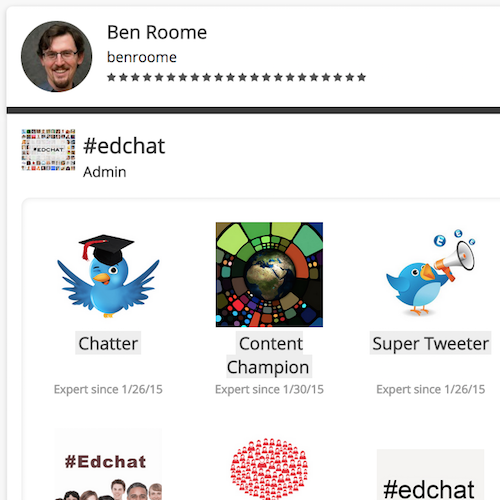 Ben Roome
benroome
#EDCHAT
#edchat
Admin
Chatter
Content
Champion
Super Tweeter
Expert since 1/26/15
Expert since 1/30/15
Expert since 1/26/15
#Edchat
#edchat